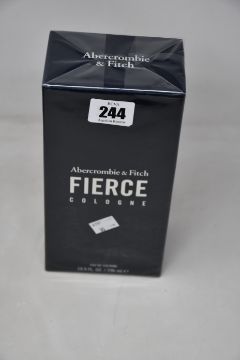 Abercrombie
& Fitch
244
Abercrombie & Fitch
FIERCE
COLOGNE